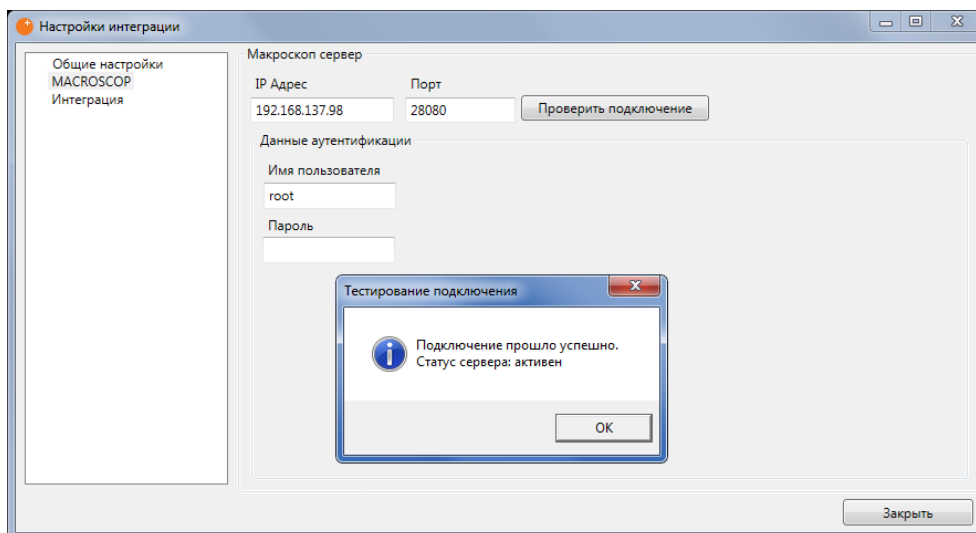 Настройки интеграции
Общие настройки
MACROSCOP
Интеграция
Макроскоп сервер
IP Адрес Порт
192.168.137.98 28080 Проверить подключение
Данные аутентификации
Имя пользователя
root
Пароль
Тестирование подключения
Подключение прошло успешно.
Статус сервера: активен
OK
Закрыть